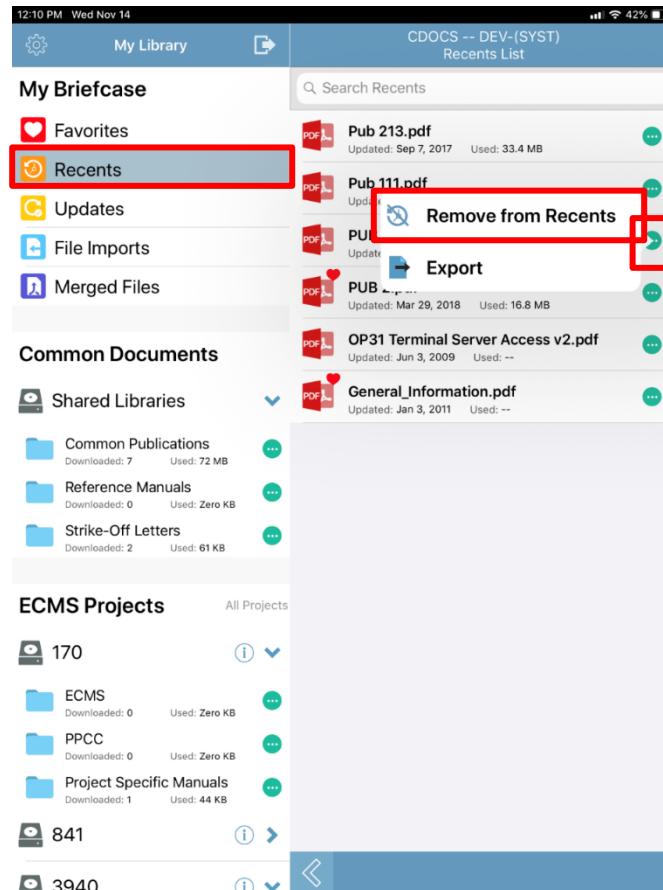 12:10 PM Wed Nov 14
42%
My Library
CDOCS -- DEV-(SYST)
Recents List
My Briefcase
Favorites
Recents
Updates
File Imports
Merged Files
Common Documents
Shared Libraries
Common Publications
Downloaded: 7 Used: 72 MB
Reference Manuals
Downloaded: 0 Used: Zero KB
Strike-Off Letters
Downloaded: 2 Used: 61 KB
ECMS Projects
All Projects
170
ECMS
Downloaded: 0 Used: Zero KB
PPCC
Downloaded: 0 Used: Zero KB
Project Specific Manuals
Downloaded: 1 Used: 44 KB
841
3940
Search Recents
PDF
Pub 213.pdf
Updated: Sep 7, 2017 Used: 33.4 MB
PDF
Pub 111.pdf
Remove from Recents
Export
PDF
PDF
PUB
Updated: Mar 29, 2018 Used: 16.8 MB
PDF
OP31 Terminal Server Access v2.pdf
Updated: Jun 3, 2009 Used: --
PDF
General_Information.pdf
Updated: Jan 3, 2011 Used: --